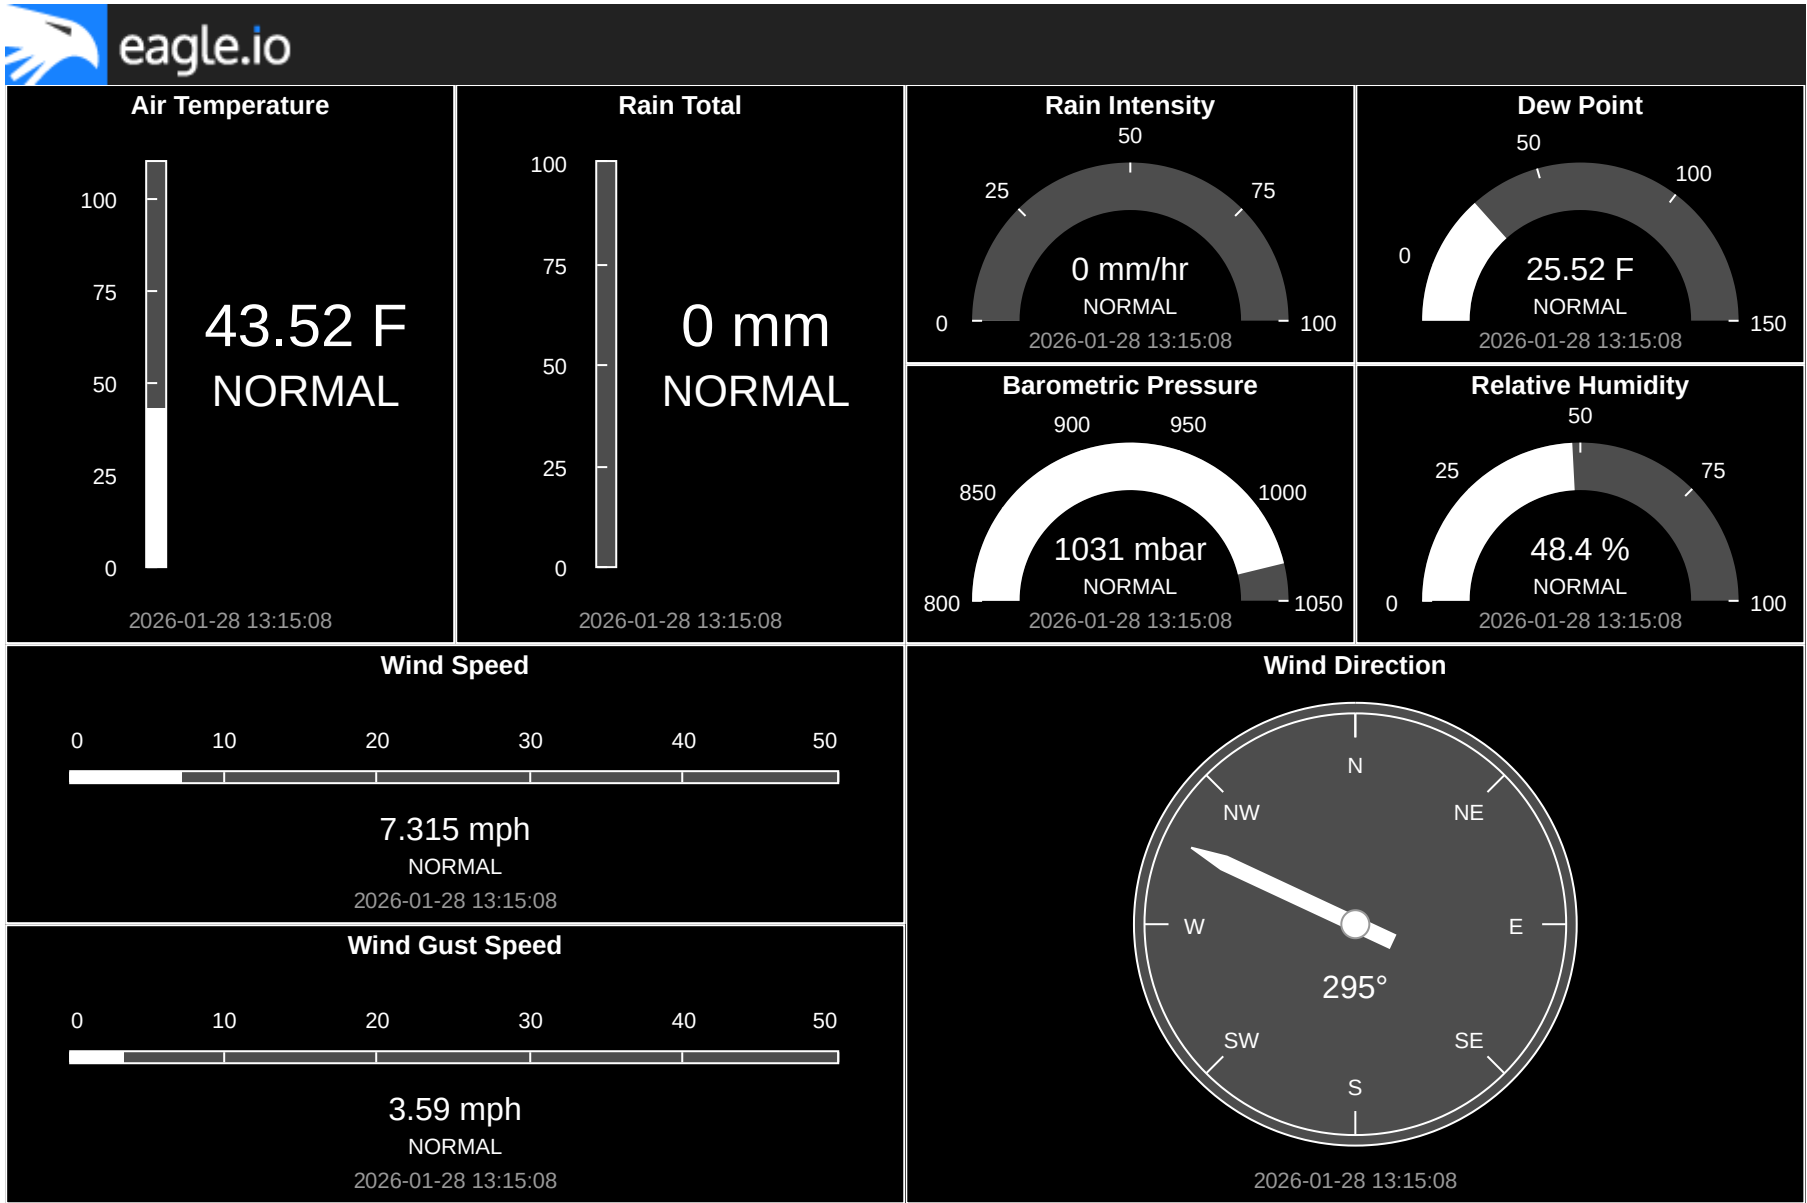 eagle.io
Air Temperature
100
75
50
25
0
43.52 F
NORMAL
2026-01-28 13:15:08
Rain Total
100
75
50
25
0
0 mm
NORMAL
2026-01-28 13:15:08
Rain Intensity
50
25
75
0
100
0 mm/hr
NORMAL
2026-01-28 13:15:08
Dew Point
50
100
0
150
25.52 F
NORMAL
2026-01-28 13:15:08
Barometric Pressure
900
950
850
1000
800
1050
1031 mbar
NORMAL
2026-01-28 13:15:08
Relative Humidity
50
25
75
0
100
48.4 %
NORMAL
2026-01-28 13:15:08
Wind Speed
0 10 20 30 40 50
7.315 mph
NORMAL
2026-01-28 13:15:08
Wind Gust Speed
0 10 20 30 40 50
3.59 mph
NORMAL
2026-01-28 13:15:08
Wind Direction
N
NW NE
W E
295°
SW SE
S
2026-01-28 13:15:08